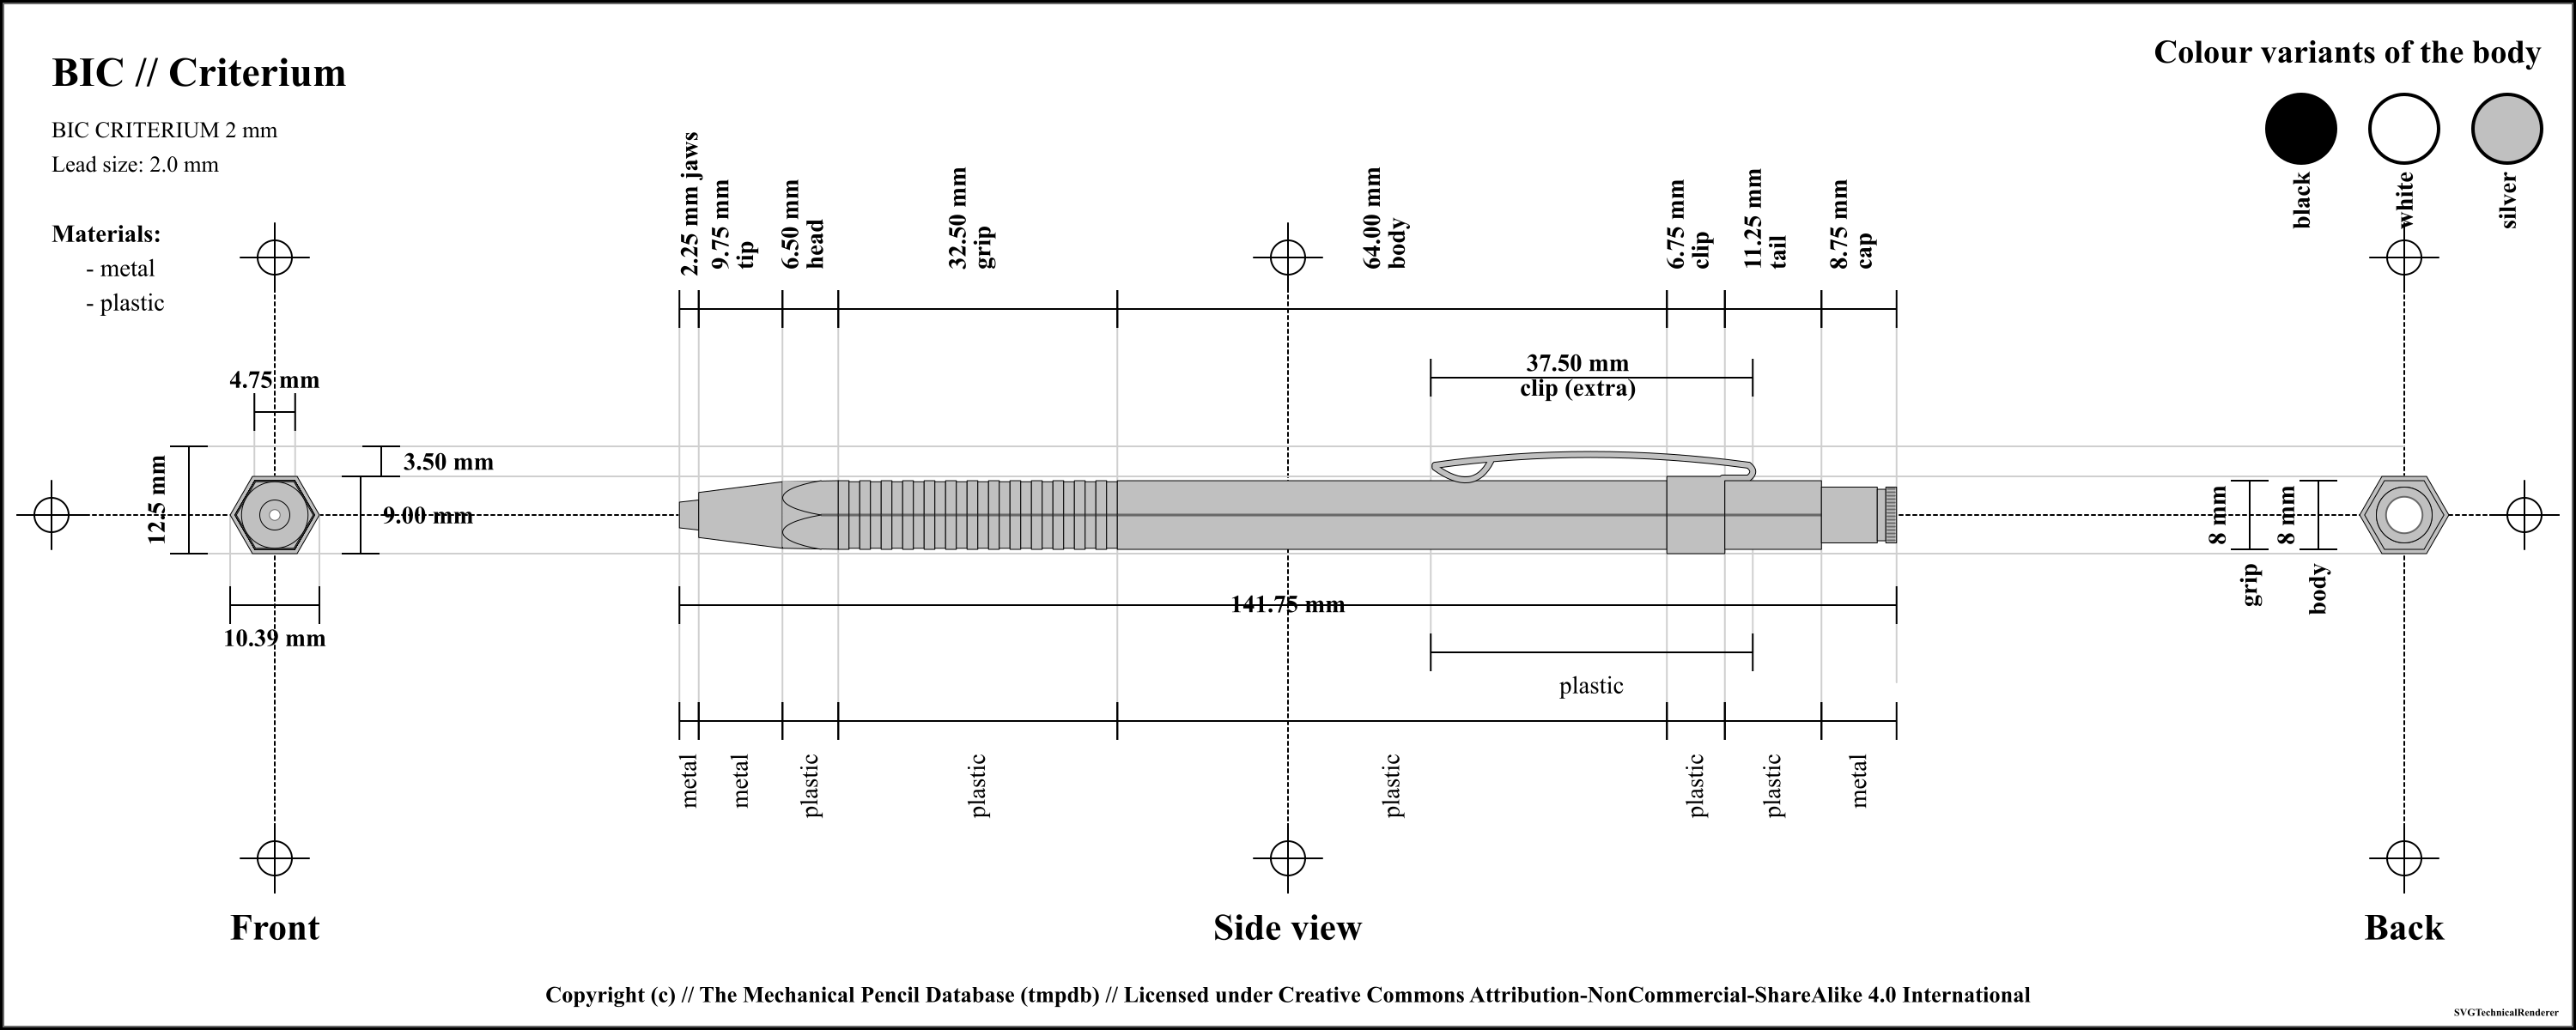 BIC // Criterium
BIC CRITERIUM 2 mm
Lead size: 2.0 mm
Materials:
- metal
- plastic
Colour variants of the body
black
white
silver
2.25 mm jaws
9.75 mm
tip
6.50 mm
head
32.50 mm
grip
64.00 mm
body
6.75 mm
clip
11.25 mm
tail
8.75 mm
cap
37.50 mm
clip (extra)
4.75 mm
12.5 mm
3.50 mm
9.00 mm
10.39 mm
141.75 mm
8 mm
grip
8 mm
body
plastic
metal
metal
plastic
plastic
plastic
plastic
plastic
metal
Front
Side view
Back
Copyright (c) // The Mechanical Pencil Database (tmpdb) // Licensed under Creative Commons Attribution-NonCommercial-ShareAlike 4.0 International
SVGTechnicalRenderer